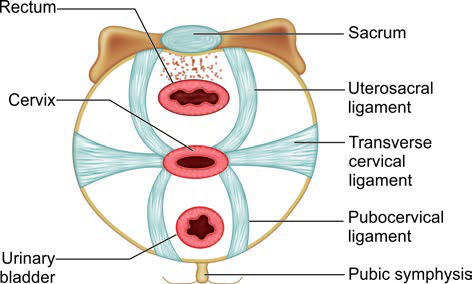 Rectum
Sacrum
Cervix
Uterosacral
ligament
Transverse
cervical
ligament
Pubocervical
ligament
Urinary
bladder
Pubic symphysis